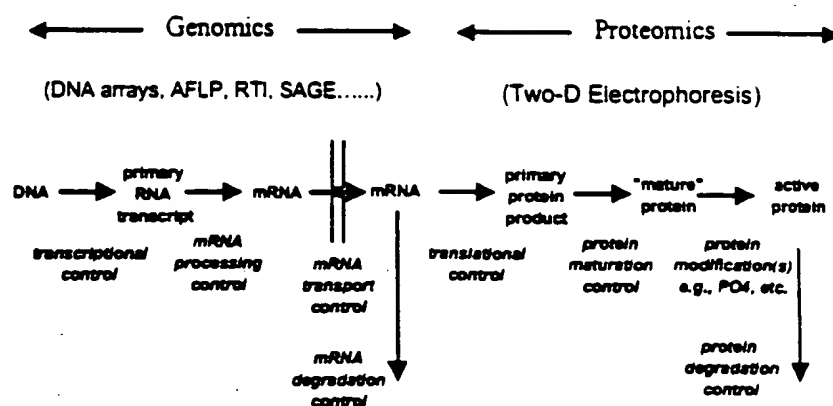 Genomics
Proteomics
(DNA arrays, AFLP, RTI, SAGE......)
(Two-D Electrophoresis)
DNA
primary
RNA
transcript
mRNA
mRNA
primary
protein
product
"mature"
protein
active
protein
transcriptional
control
mRNA
processing
control
mRNA
transport
control
translational
control
protein
maturation
control
protein
modification(s)
e.g., PO4, etc.
mRNA
degradation
control
protein
degradation
control